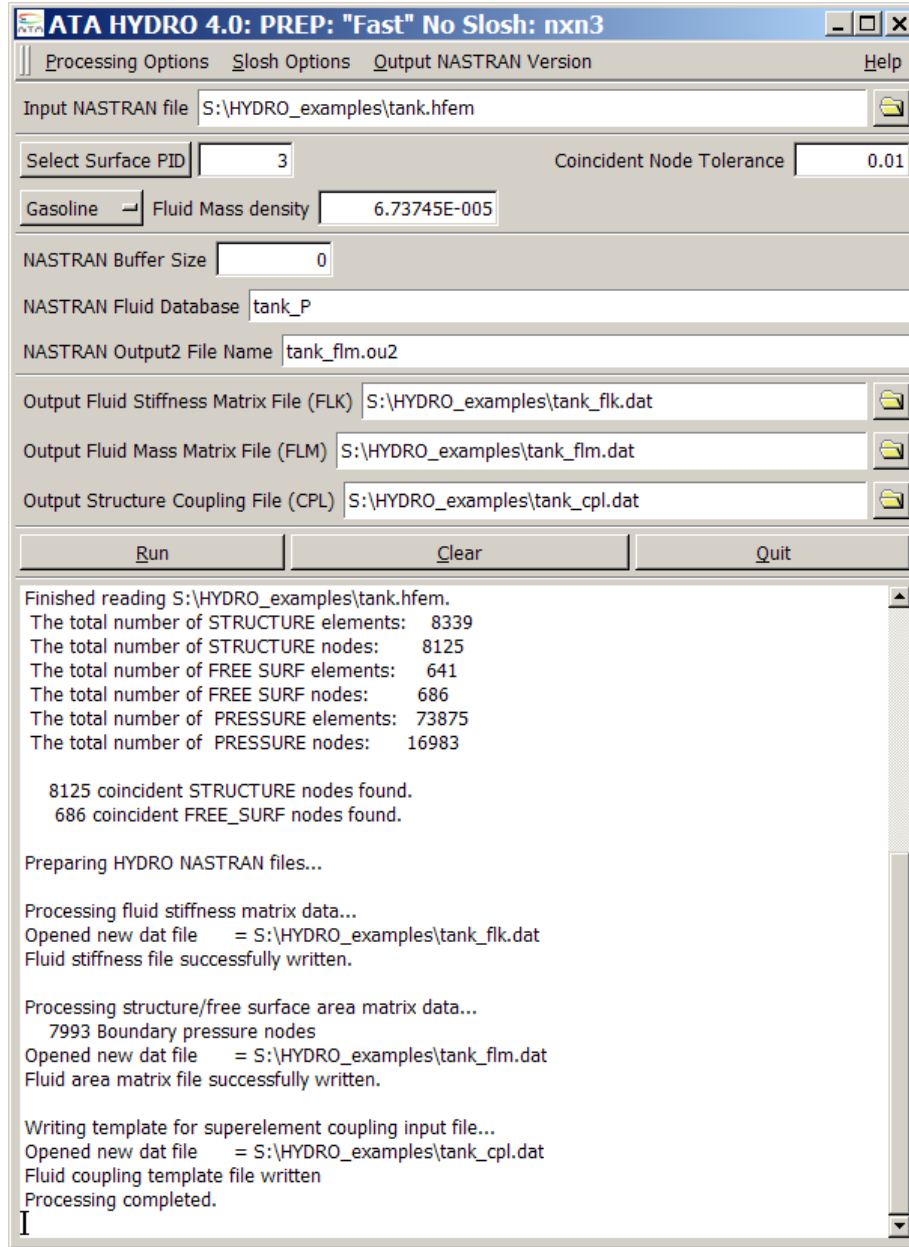 ATA HYDRO 4.0: PREP: "Fast" No Slosh: nxn3
Processing Options Slosh Options Output NASTRAN Version Help
Input NASTRAN file S:\HYDRO_examples\tank.hfem
Select Surface PID 3 Coincident Node Tolerance 0.01
Gasoline Fluid Mass density 6.73745E-005
NASTRAN Buffer Size 0
NASTRAN Fluid Database tank_P
NASTRAN Output2 File Name tank_flm.ou2
Output Fluid Stiffness Matrix File (FLK) S:\HYDRO_examples\tank_flk.dat
Output Fluid Mass Matrix File (FLM) S:\HYDRO_examples\tank_flm.dat
Output Structure Coupling File (CPL) S:\HYDRO_examples\tank_cpl.dat
Run Clear Quit
Finished reading S:\HYDRO_examples\tank.hfem.
The total number of STRUCTURE elements: 8339
The total number of STRUCTURE nodes: 8125
The total number of FREE SURF elements: 641
The total number of FREE SURF nodes: 686
The total number of PRESSURE elements: 73875
The total number of PRESSURE nodes: 16983
8125 coincident STRUCTURE nodes found.
686 coincident FREE_SURF nodes found.
Preparing HYDRO NASTRAN files...
Processing fluid stiffness matrix data...
Opened new dat file = S:\HYDRO_examples\tank_flk.dat
Fluid stiffness file successfully written.
Processing structure/free surface area matrix data...
7993 Boundary pressure nodes
Opened new dat file = S:\HYDRO_examples\tank_flm.dat
Fluid area matrix file successfully written.
Writing template for superelement coupling input file...
Opened new dat file = S:\HYDRO_examples\tank_cpl.dat
Fluid coupling template file written
Processing completed.